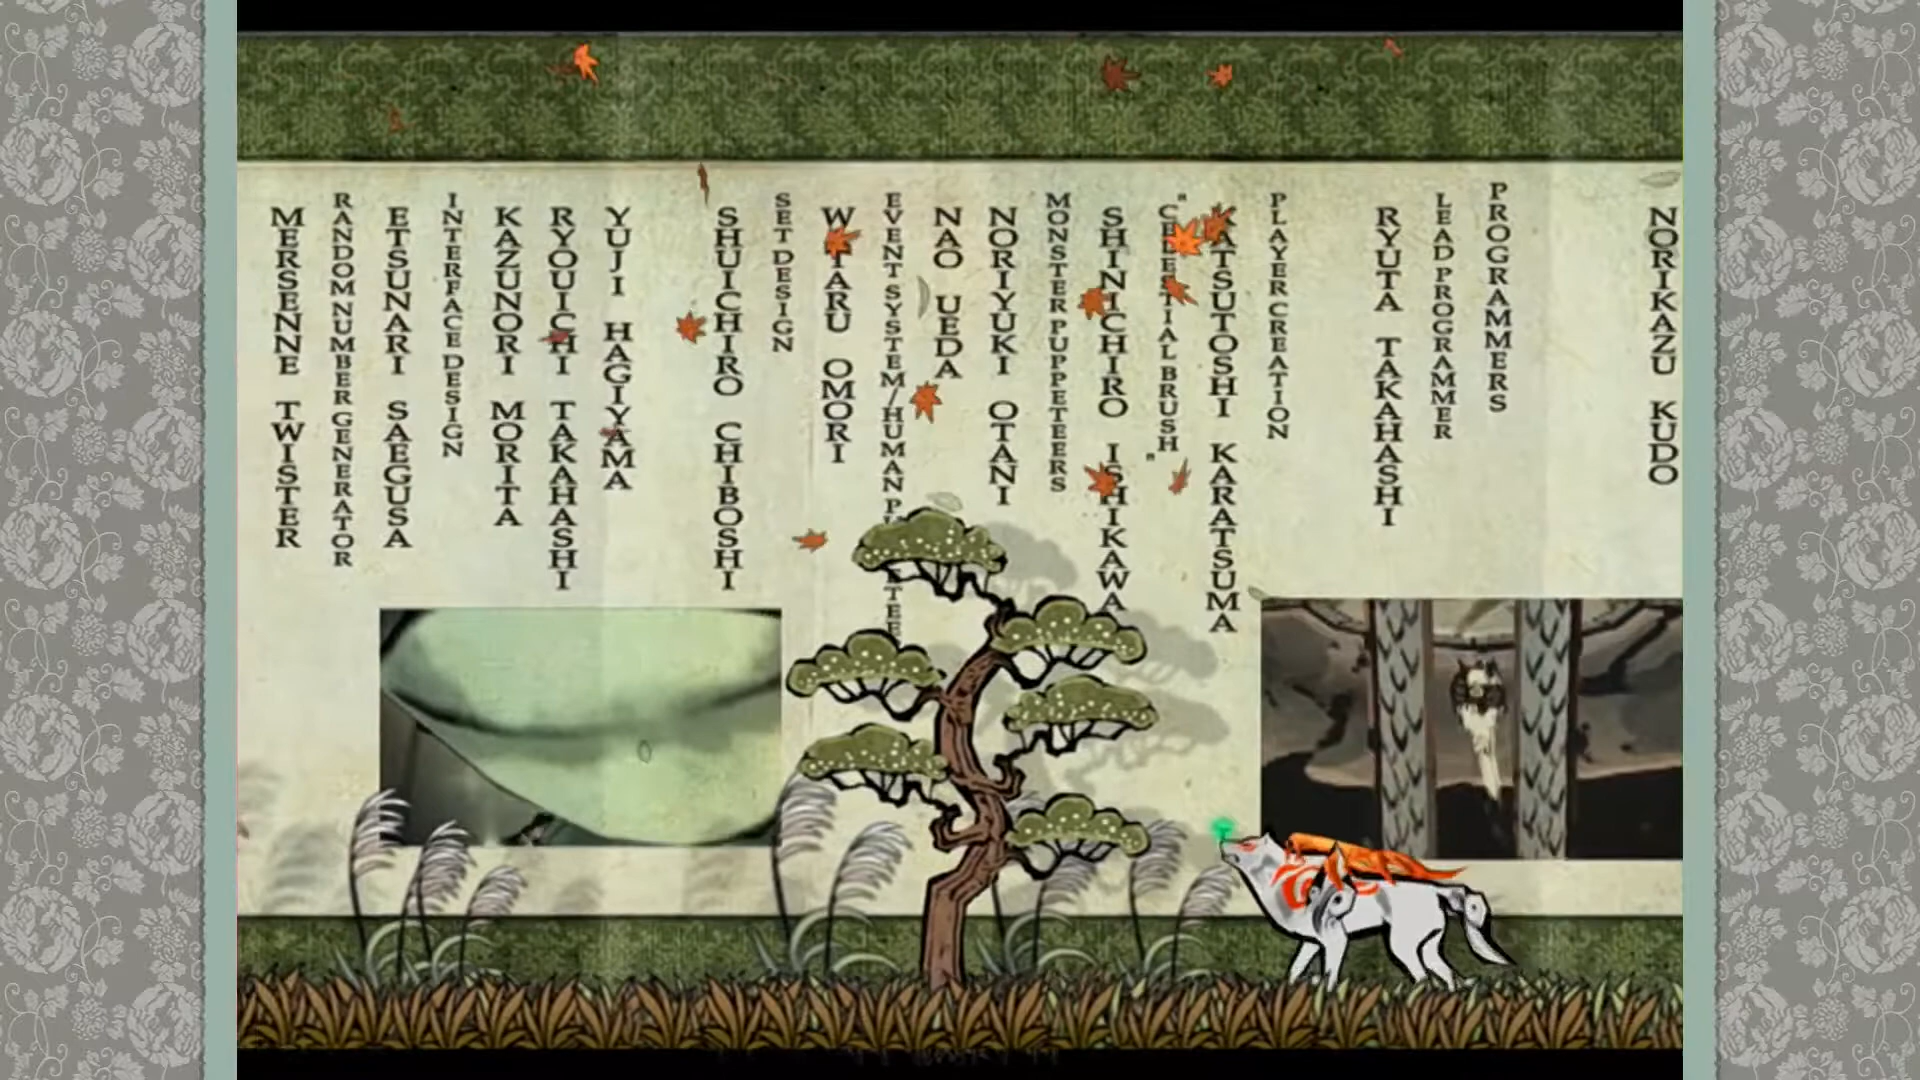 NORIKAZU KUDO
PROGRAMMERS
LEAD PROGRAMMER
RYUTA TAKAHASHI
PLAYER CREATION
KATSUTOSHI KARATSUMA
"CELESTIAL BRUSH"
SHINICHIRO ISHIKAWA
MONSTER PUPPETEERS
NORIYUKI OTANI
NAO UEDA
EVENT SYSTEM/HUMAN
WATARU OMORI
SET DESIGN
SHUICHIRO CHIBOSHI
YUJI HAGIYAMA
RYOUICHI TAKAHASHI
KAZUNORI MORITA
INTERFACE DESIGN
ETSUNARI SAEGUSA
RANDOM NUMBER GENERATOR
MERSENNE TWISTER